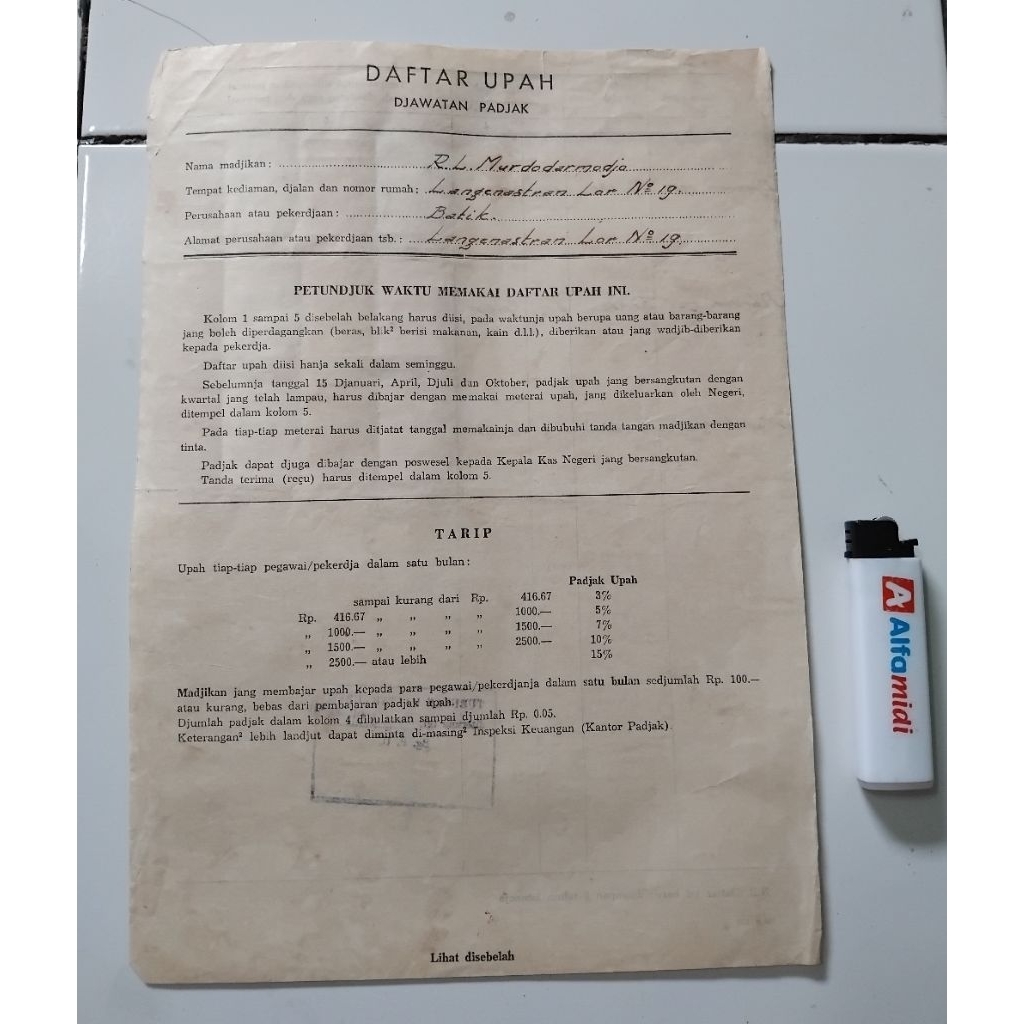 DAFTAR UPAH
DJAWATAN PADJAK
Nama madjikan : R. L. Murdodarmodjo
Tempat kediaman, djalan dan nomor rumah : Langenastran Lor Nº 19.
Perusahaan atau pekerdjaan : Batik.
Alamat perusahaan atau pekerdjaan tsb. : Langenastran Lor Nº 19.
PETUNDJUK WAKTU MEMAKAI DAFTAR UPAH INI.
Kolom 1 sampai 5 disebelah belakang harus diisi, pada waktunja upah berupa uang atau barang-barang
jang boleh diperdagangkan (beras, blik² berisi makanan, kain d.l.l.), diberikan atau jang wadjib-diberikan
kepada pekerdja.
Daftar upah diisi hanja sekali dalam seminggu.
Sebelumnja tanggal 15 Djanuari, April, Djuli dan Oktober, padjak upah jang bersangkutan dengan
kwartal jang telah lampau, harus dibajar dengan memakai meterai upah, jang dikeluarkan oleh Negeri,
ditempel dalam kolom 5.
Pada tiap-tiap meterai harus ditjatat tanggal memakainja dan dibubuhi tanda tangan madjikan dengan
tinta.
Padjak dapat djuga dibajar dengan poswesel kepada Kepala Kas Negeri jang bersangkutan.
Tanda terima (reçu) harus ditempel dalam kolom 5.
TARIP
Upah tiap-tiap pegawai/pekerdja dalam satu bulan :
Padjak Upah
sampai kurang dari Rp. 416.67 3%
Rp. 416.67 „ „ „ „ 1000.— 5%
„ 1000.— „ „ „ „ 1500.— 7%
„ 1500.— „ „ „ „ 2500.— 10%
„ 2500.— atau lebih 15%
Madjikan jang membajar upah kepada para pegawai/pekerdjanja dalam satu bulan sedjumlah Rp. 100.—
atau kurang, bebas dari pembajaran padjak upah.
Djumlah padjak dalam kolom 4 dibulatkan sampai djumlah Rp. 0.05.
Keterangan² lebih landjut dapat diminta di-masing² Inspeksi Keuangan (Kantor Padjak)
Lihat disebelah
A Alfamidi